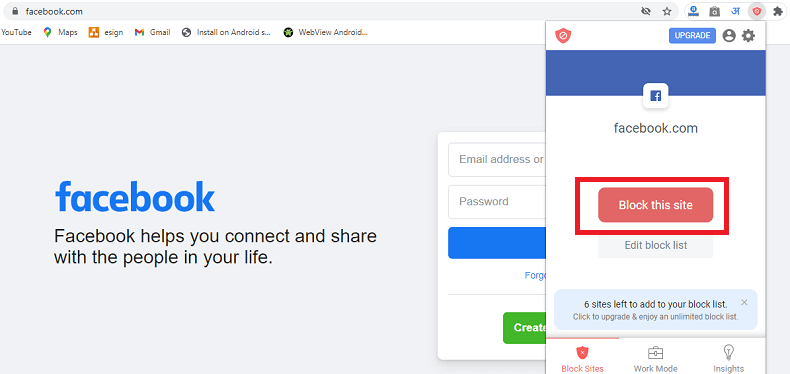 facebook.com
YouTube Maps esign Gmail Install on Android s... WebView Android...
UPGRADE
facebook.com
facebook
Facebook helps you connect and share
with the people in your life.
Email address or
Password
Forgo
Create
Block this site
Edit block list
6 sites left to add to your block list.
Click to upgrade & enjoy an unlimited block list.
Block Sites Work Mode Insights